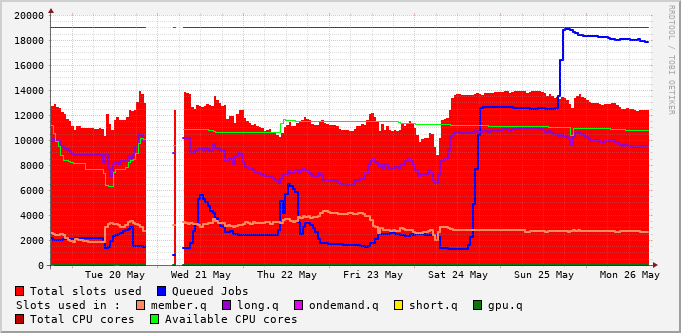 RRDTOOL / TOBI OETIKER
20000
18000
16000
14000
12000
10000
8000
6000
4000
2000
0
Tue 20 May Wed 21 May Thu 22 May Fri 23 May Sat 24 May Sun 25 May Mon 26 May
Total slots used Queued Jobs
Slots used in : member.q long.q ondemand.q short.q gpu.q
Total CPU cores Available CPU cores